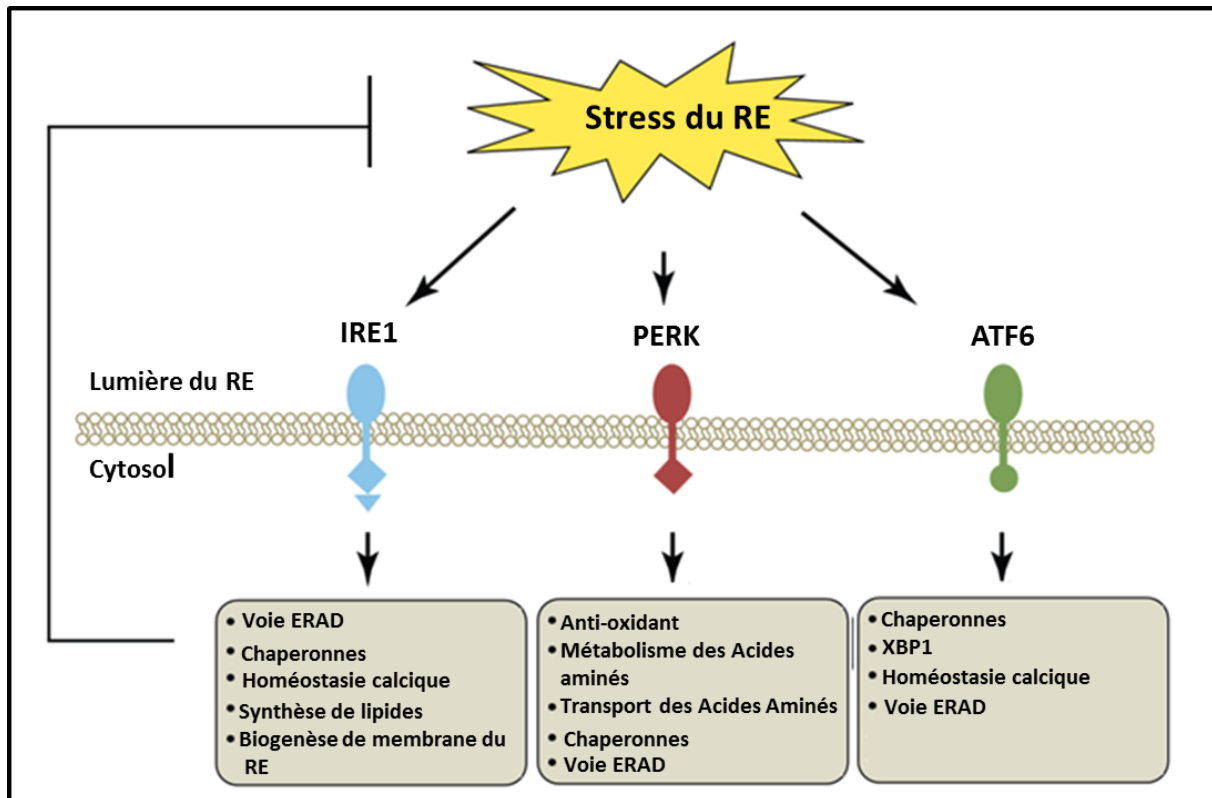 Stress du RE
IRE1
PERK
ATF6
Lumière du RE
Cytosol
• Voie ERAD
• Chaperonnes
• Homéostasie calcique
• Synthèse de lipides
• Biogenèse de membrane du
RE
• Anti-oxidant
• Métabolisme des Acides
aminés
• Transport des Acides Aminés
• Chaperonnes
• Voie ERAD
• Chaperonnes
• XBP1
• Homéostasie calcique
• Voie ERAD